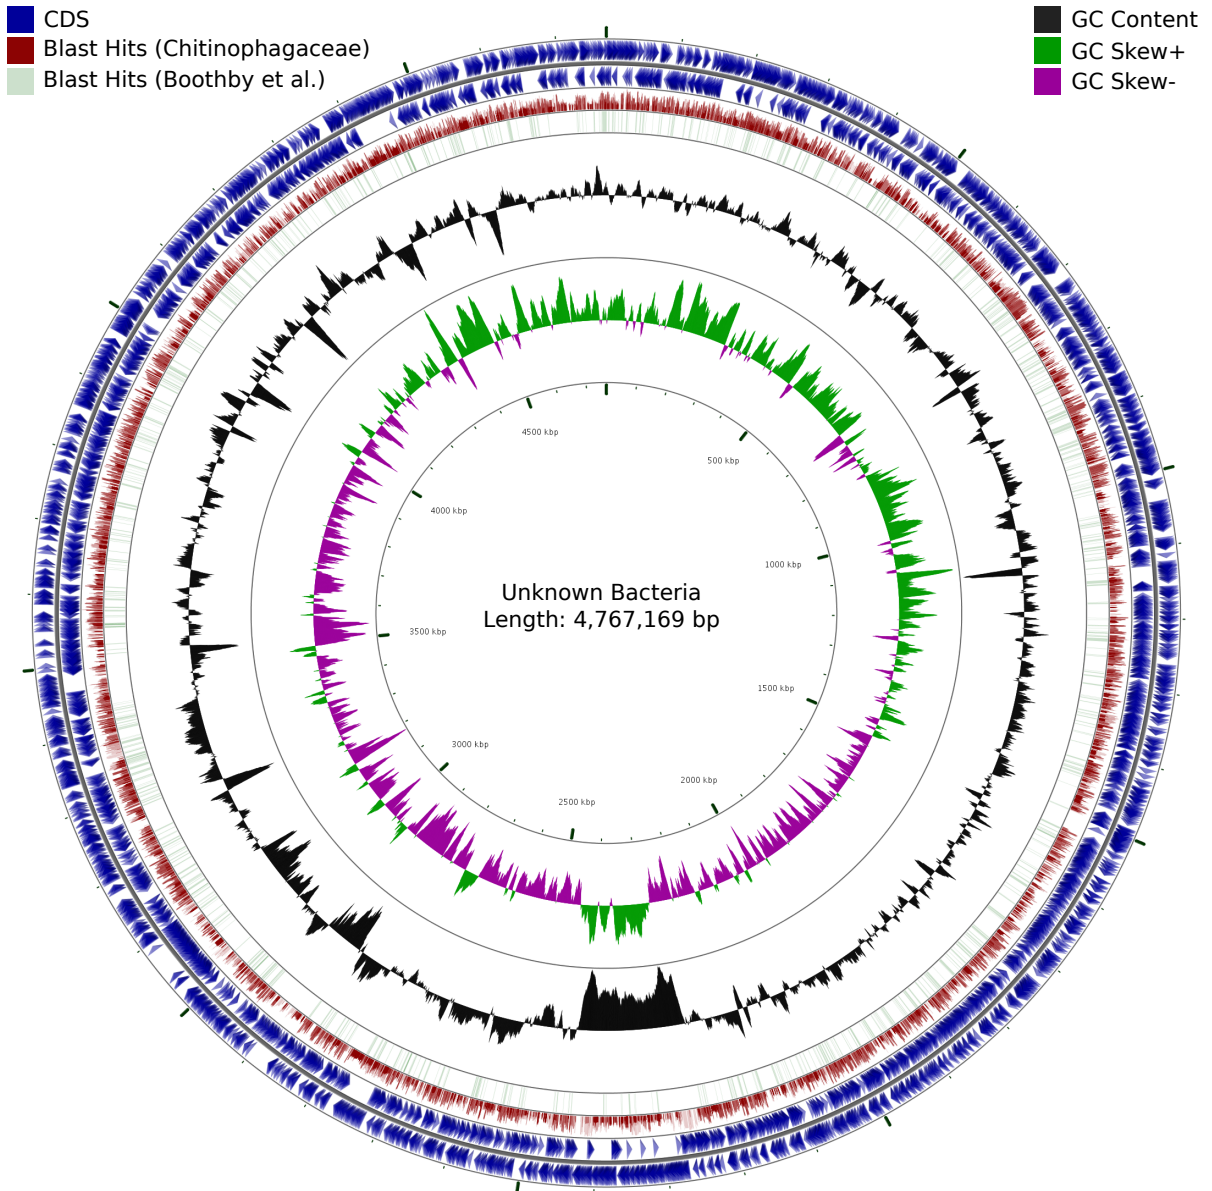 CDS
Blast Hits (Chitinophagaceae)
Blast Hits (Boothby et al.)
GC Content
GC Skew+
GC Skew-
500 kbp
1000 kbp
1500 kbp
2000 kbp
2500 kbp
3000 kbp
3500 kbp
4000 kbp
4500 kbp
Unknown Bacteria
Length: 4,767,169 bp